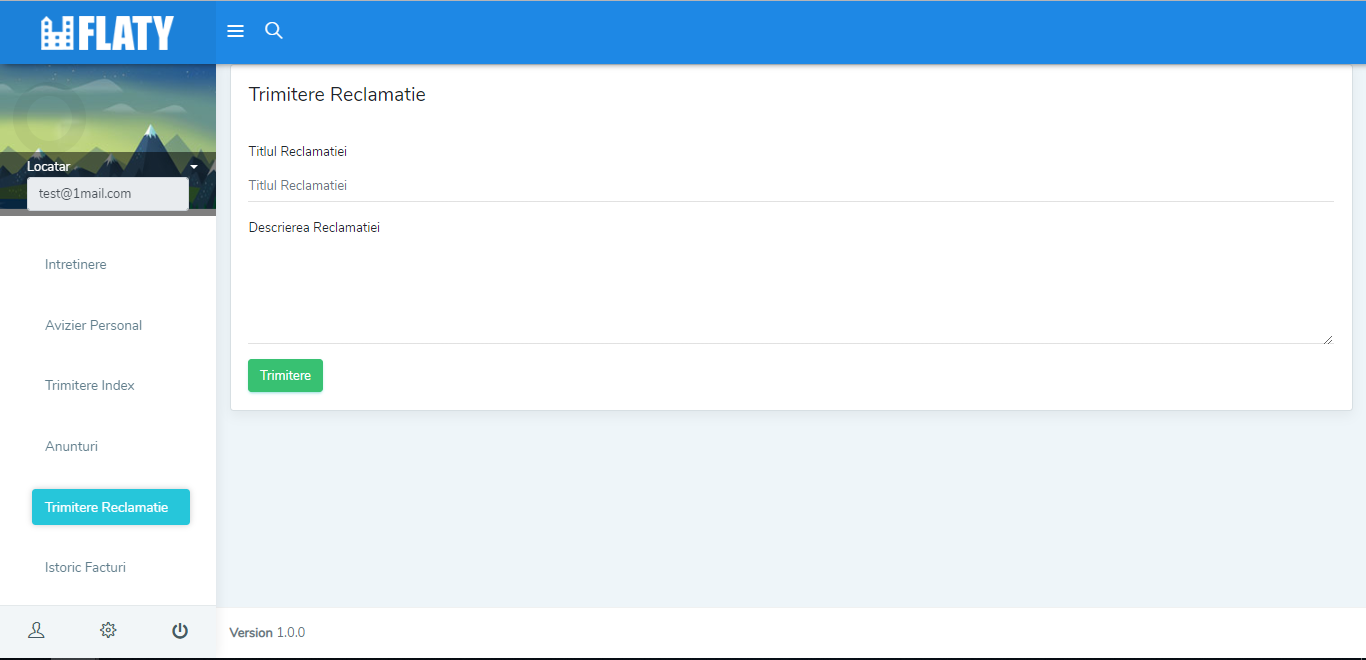 FLATY
Locatar
test@1mail.com
Intretinere
Avizier Personal
Trimitere Index
Anunturi
Trimitere Reclamatie
Istoric Facturi
Trimitere Reclamatie
Titlul Reclamatiei
Titlul Reclamatiei
Descrierea Reclamatiei
Trimitere
Version 1.0.0